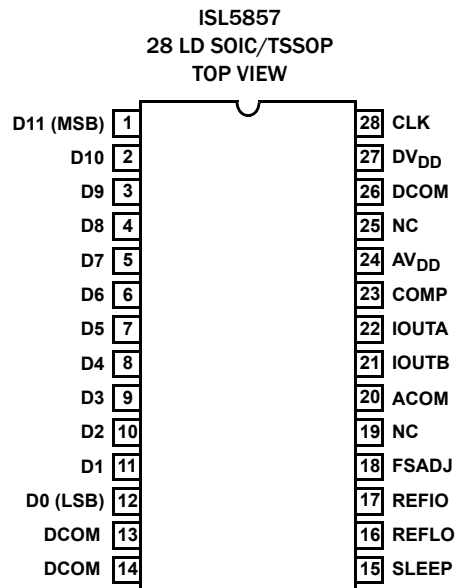 ISL5857
28 LD SOIC/TSSOP
TOP VIEW
D11 (MSB) 1 28 CLK
D10 2 27 DVDD
D9 3 26 DCOM
D8 4 25 NC
D7 5 24 AVDD
D6 6 23 COMP
D5 7 22 IOUTA
D4 8 21 IOUTB
D3 9 20 ACOM
D2 10 19 NC
D1 11 18 FSADJ
D0 (LSB) 12 17 REFIO
DCOM 13 16 REFLO
DCOM 14 15 SLEEP